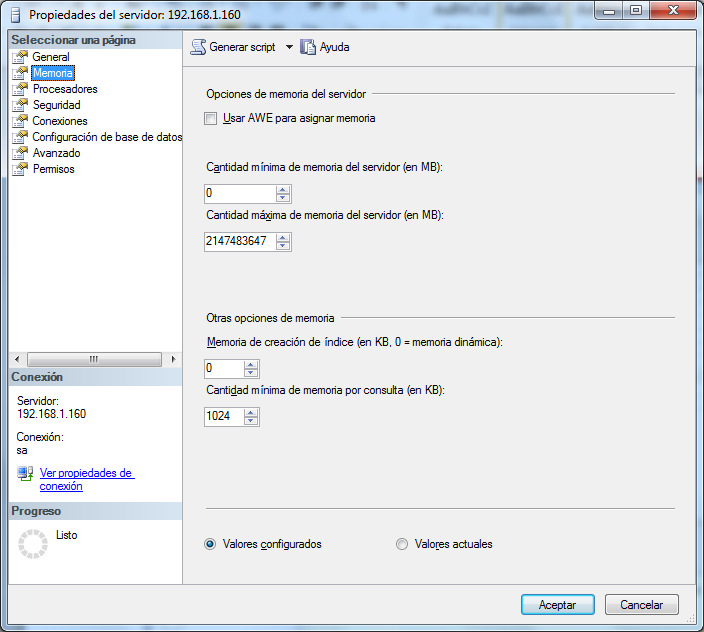 Propiedades del servidor: 192.168.1.160
Seleccionar una página
General
Memoria
Procesadores
Seguridad
Conexiones
Configuración de base de datos
Avanzado
Permisos
Conexión
Servidor:
192.168.1.160
Conexión:
sa
Ver propiedades de
conexión
Progreso
Listo
Generar script
Ayuda
Opciones de memoria del servidor
Usar AWE para asignar memoria
Cantidad mínima de memoria del servidor (en MB):
0
Cantidad máxima de memoria del servidor (en MB):
2147483647
Otras opciones de memoria
Memoria de creación de índice (en KB, 0 = memoria dinámica):
0
Cantidad mínima de memoria por consulta (en KB):
1024
Valores configurados
Valores actuales
Aceptar
Cancelar